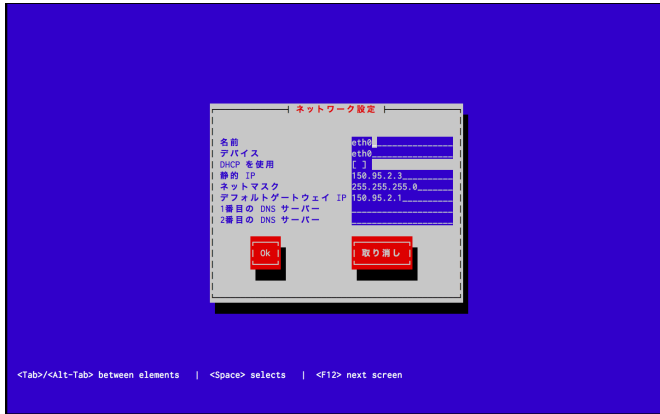 ネットワーク設定
名前 eth0
デバイス eth0
DHCP を使用 [ ]
静的 IP 150.95.2.3
ネットマスク 255.255.255.0
デフォルトゲートウェイ IP 150.95.2.1
1番目の DNS サーバー
2番目の DNS サーバー
Ok 取り消し
<Tab>/<Alt-Tab> between elements | <Space> selects | <F12> next screen